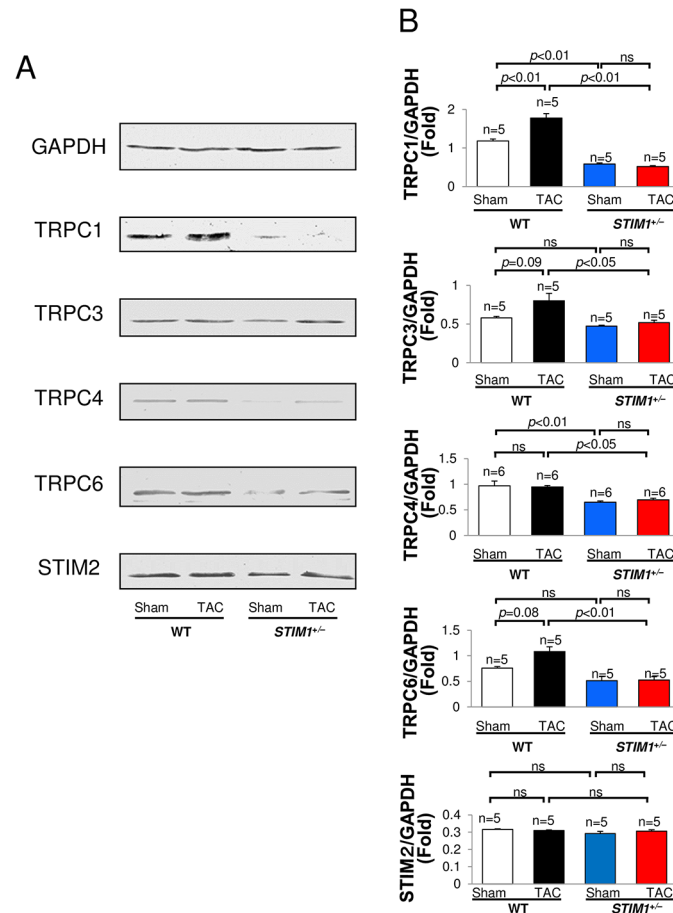 A
GAPDH
TRPC1
TRPC3
TRPC4
TRPC6
STIM2
Sham TAC Sham TAC
WT STIM1+/–
B
p<0.01 ns
p<0.01 p<0.01
TRPC1/GAPDH
(Fold)
2
1
0
n=5 n=5 n=5 n=5
Sham TAC Sham TAC
WT STIM1+/–
ns ns
p=0.09 p<0.05
TRPC3/GAPDH
(Fold)
1
0.5
0
n=5 n=5 n=5 n=5
Sham TAC Sham TAC
WT STIM1+/–
p<0.01 ns
ns p<0.05
TRPC4/GAPDH
(Fold)
1.5
1
0.5
0
n=6 n=6 n=6 n=6
Sham TAC Sham TAC
WT STIM1+/–
ns ns
p=0.08 p<0.01
TRPC6/GAPDH
(Fold)
1.5
1
0.5
0
n=5 n=5 n=5 n=5
Sham TAC Sham TAC
WT STIM1+/–
ns ns
ns ns
STIM2/GAPDH
(Fold)
0.4
0.3
0.2
0.1
0
n=5 n=5 n=5 n=5
Sham TAC Sham TAC
WT STIM1+/–